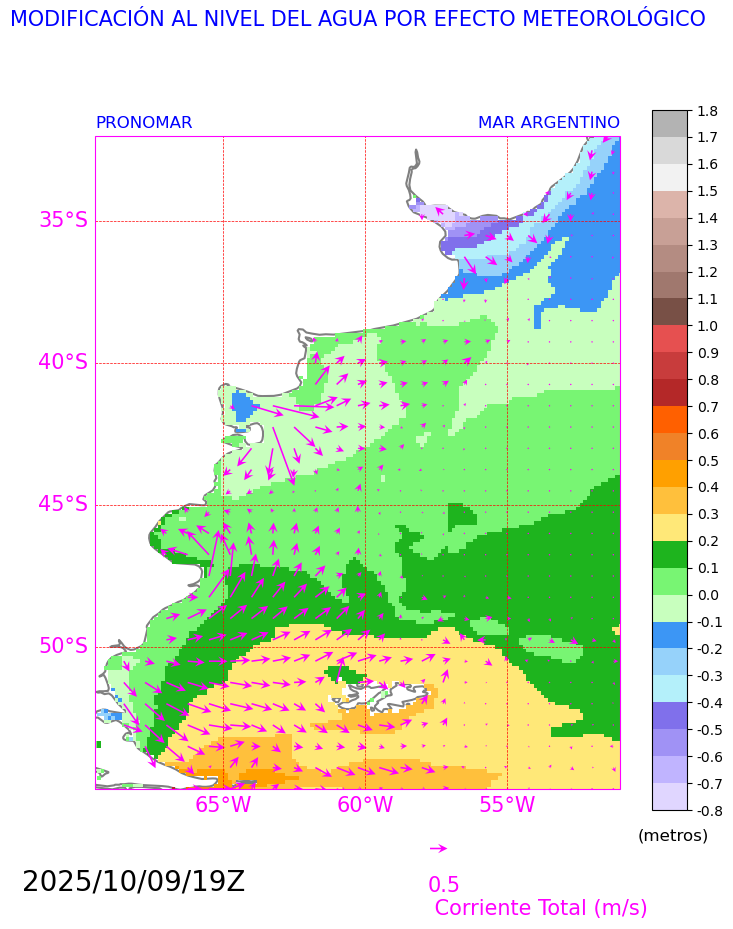 MODIFICACIÓN AL NIVEL DEL AGUA POR EFECTO METEOROLÓGICO
PRONOMAR
MAR ARGENTINO
35°S
40°S
45°S
50°S
65°W
60°W
55°W
1.8
1.7
1.6
1.5
1.4
1.3
1.2
1.1
1.0
0.9
0.8
0.7
0.6
0.5
0.4
0.3
0.2
0.1
0.0
-0.1
-0.2
-0.3
-0.4
-0.5
-0.6
-0.7
-0.8
(metros)
2025/10/09/19Z
0.5
Corriente Total (m/s)